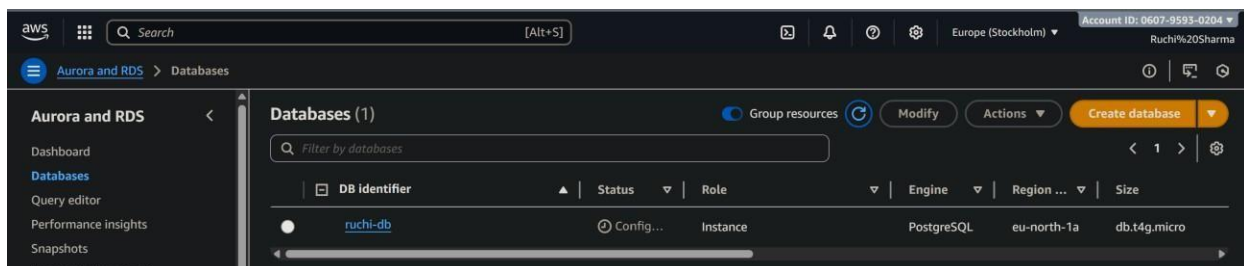 aws Search [Alt+S] Europe (Stockholm) Account ID: 0607-9593-0204
Ruchi%20Sharma
Aurora and RDS > Databases
Aurora and RDS
Databases (1) Group resources Modify Actions Create database
Dashboard
Filter by databases 1
Databases
Query editor
DB identifier Status Role Engine Region ... Size
Performance insights
ruchi-db Config... Instance PostgreSQL eu-north-1a db.t4g.micro
Snapshots